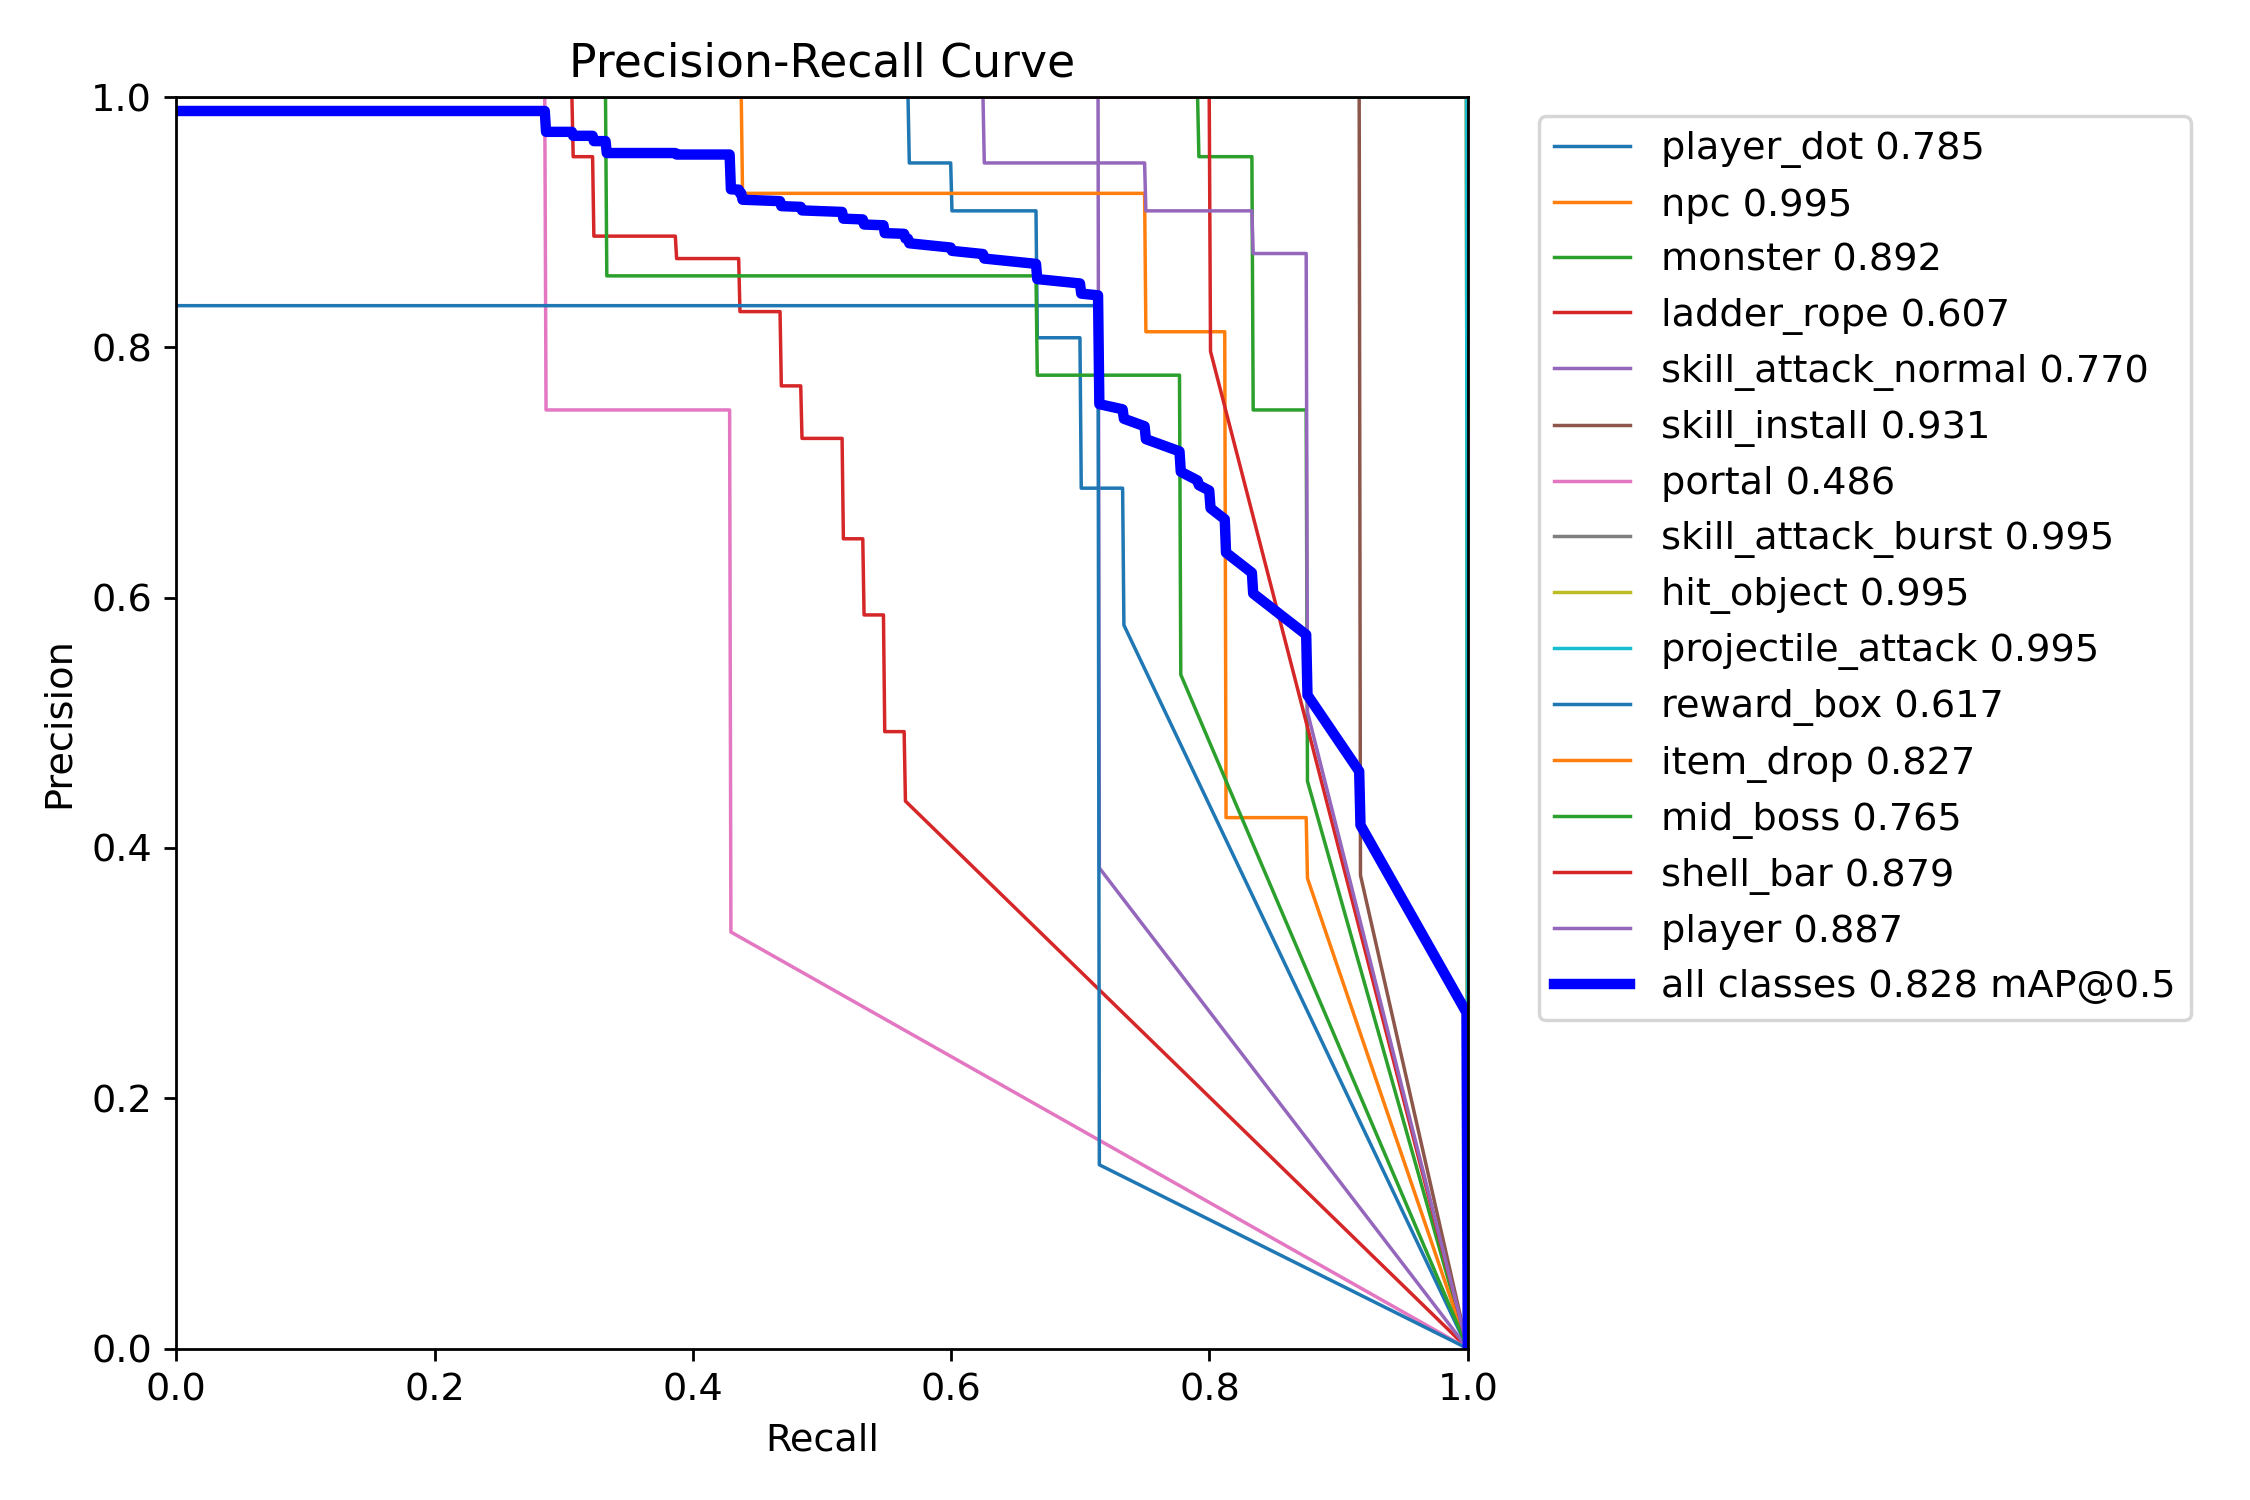 Precision-Recall Curve
1.0
0.8
0.6
0.4
0.2
0.0
Precision
0.0 0.2 0.4 0.6 0.8 1.0
Recall
player_dot 0.785
npc 0.995
monster 0.892
ladder_rope 0.607
skill_attack_normal 0.770
skill_install 0.931
portal 0.486
skill_attack_burst 0.995
hit_object 0.995
projectile_attack 0.995
reward_box 0.617
item_drop 0.827
mid_boss 0.765
shell_bar 0.879
player 0.887
all classes 0.828 mAP@0.5